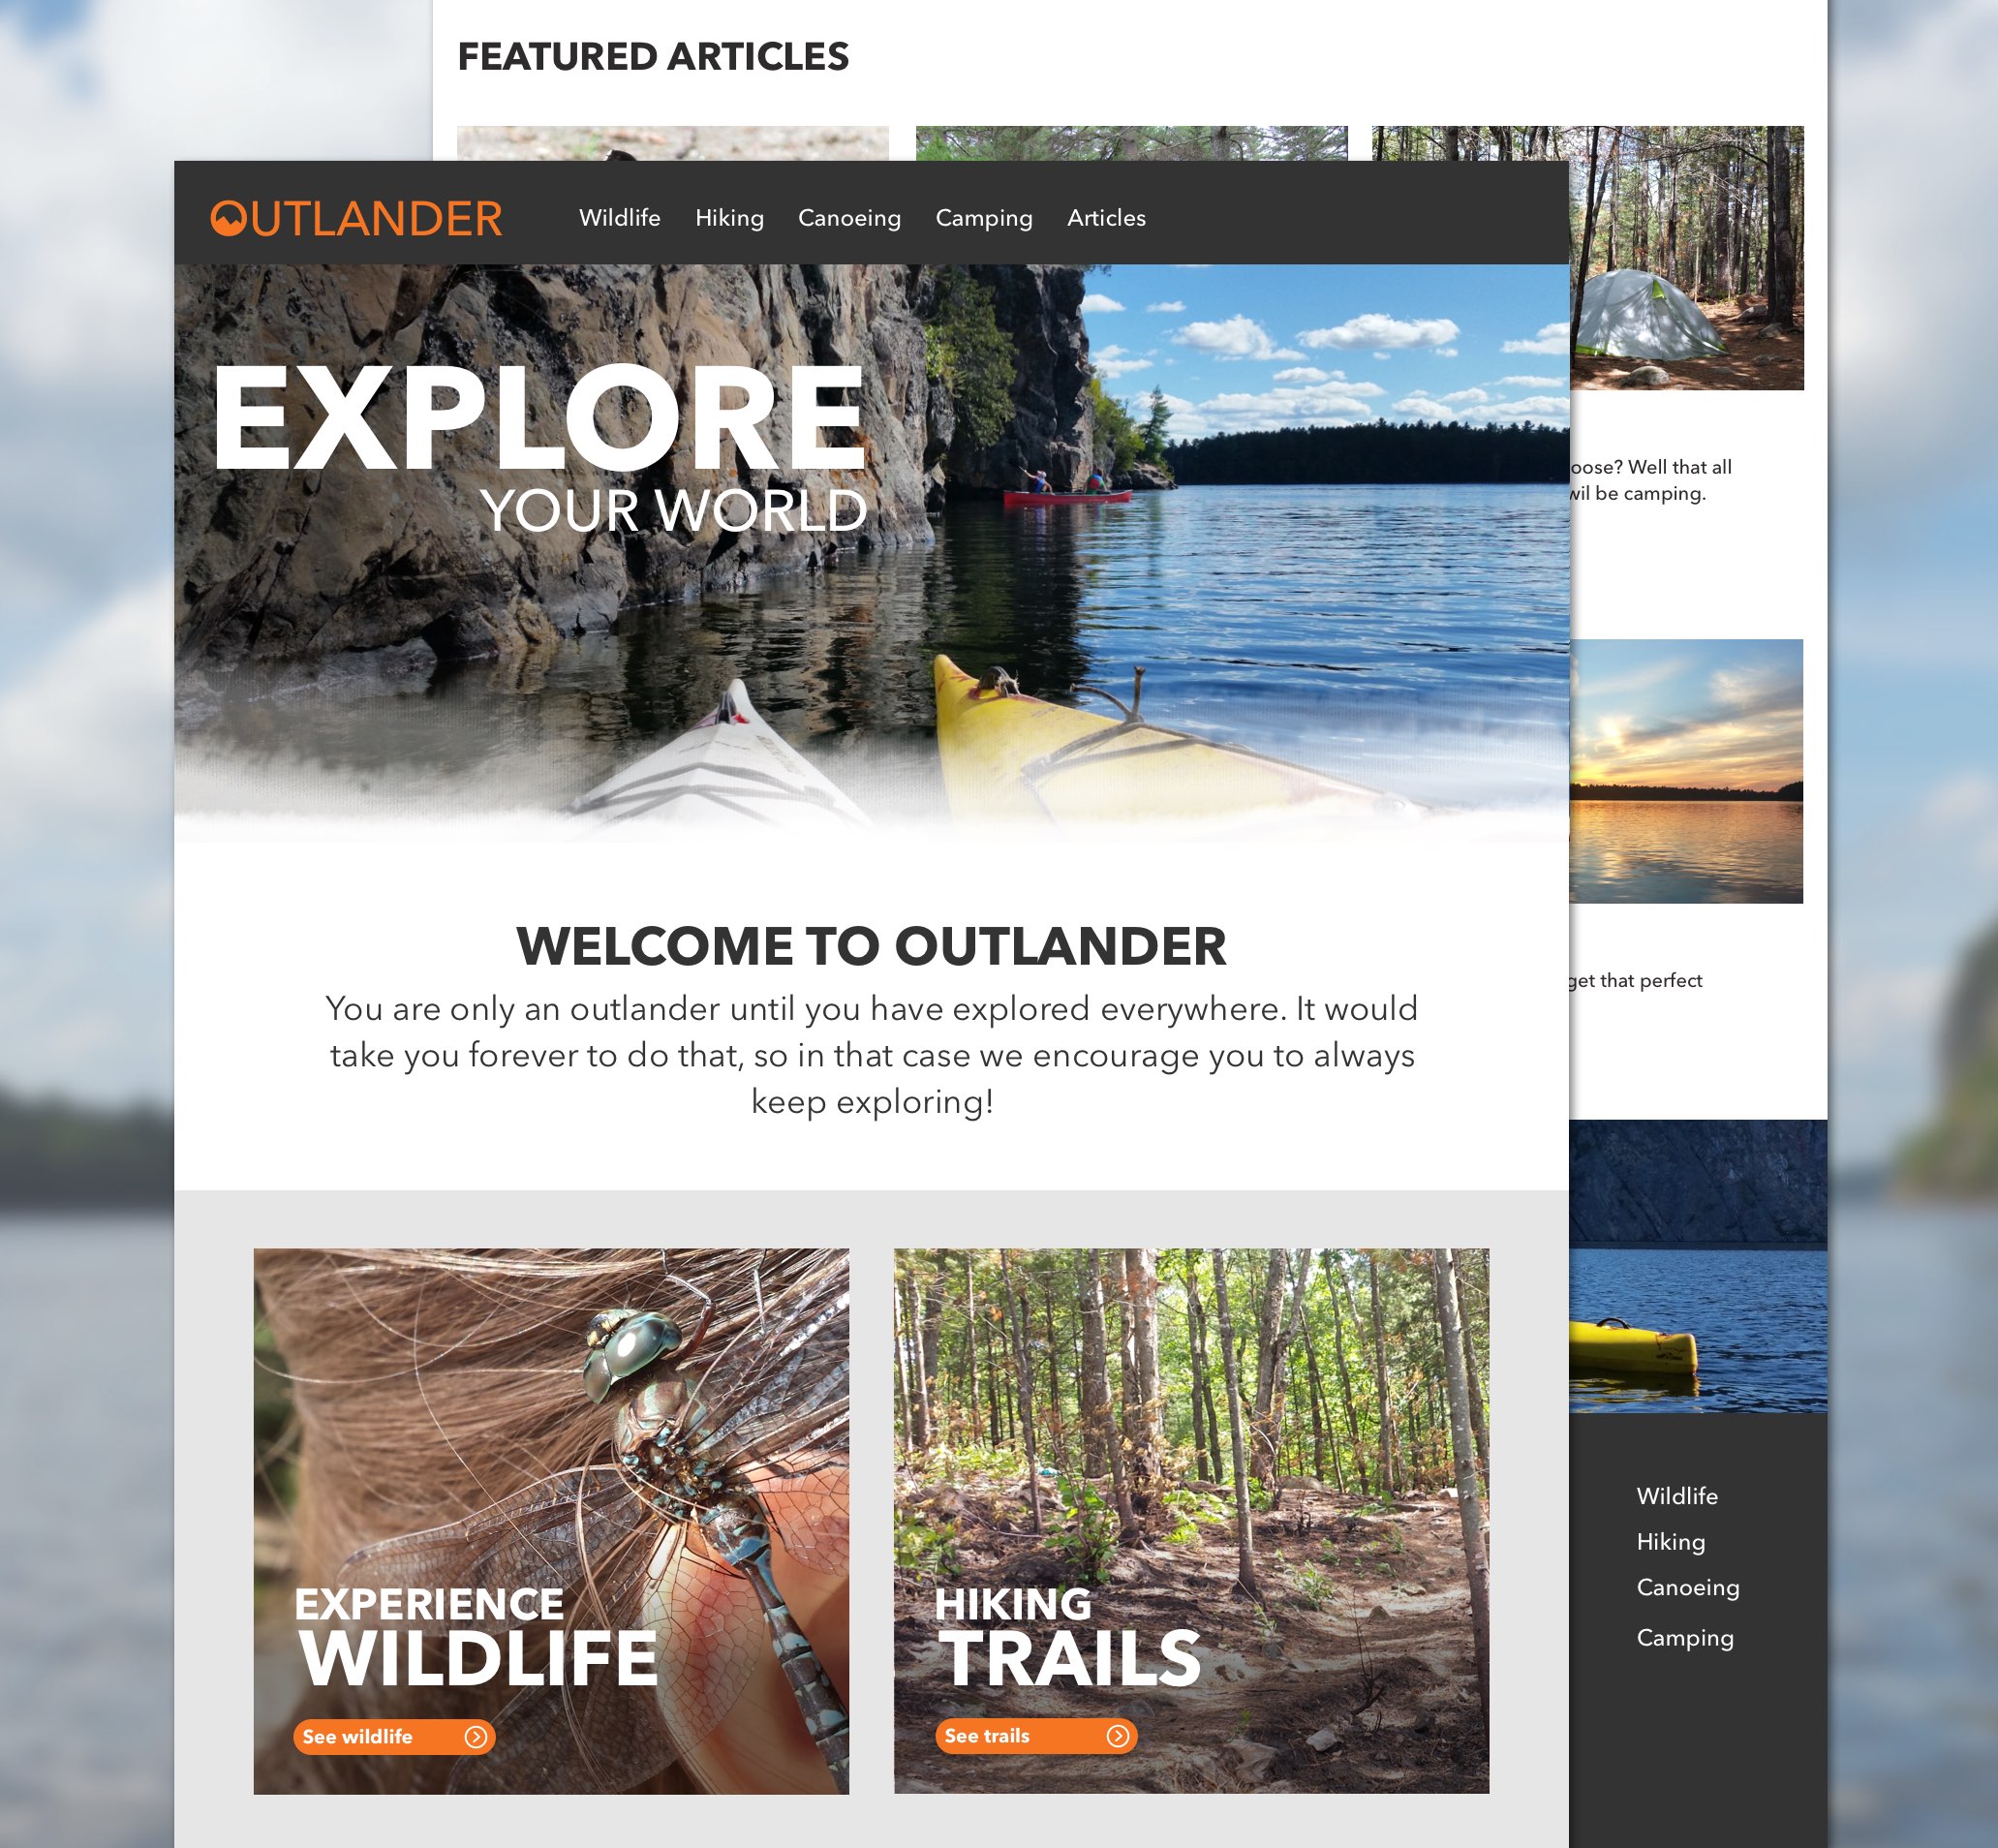 FEATURED ARTICLES
OUTLANDER
Wildlife Hiking Canoeing Camping Articles
EXPLORE
YOUR WORLD
Well that all
be camping.
get that perfect
WELCOME TO OUTLANDER
You are only an outlander until you have explored everywhere. It would
take you forever to do that, so in that case we encourage you to always
keep exploring!
EXPERIENCE
WILDLIFE
See wildlife
HIKING
TRAILS
See trails
Wildlife
Hiking
Canoeing
Camping